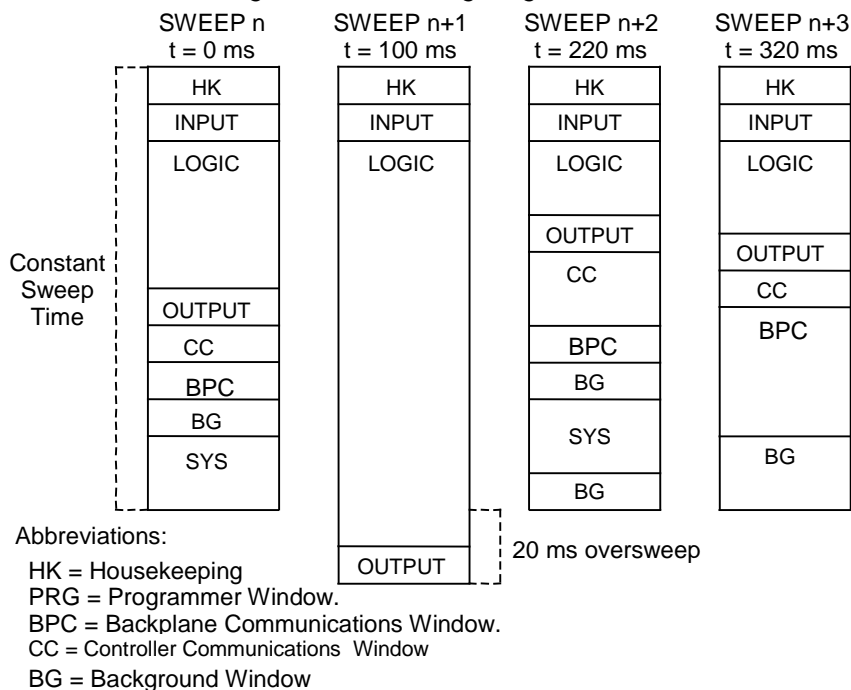 SWEEP n
t = 0 ms
SWEEP n+1
t = 100 ms
SWEEP n+2
t = 220 ms
SWEEP n+3
t = 320 ms
HK
INPUT
LOGIC
OUTPUT
CC
BPC
BG
SYS
HK
INPUT
LOGIC
OUTPUT
HK
INPUT
LOGIC
OUTPUT
CC
BPC
BG
SYS
BG
HK
INPUT
LOGIC
OUTPUT
CC
BPC
BG
Constant
Sweep
Time
20 ms oversweep
Abbreviations:
HK = Housekeeping
PRG = Programmer Window.
BPC = Backplane Communications Window.
CC = Controller Communications Window
BG = Background Window